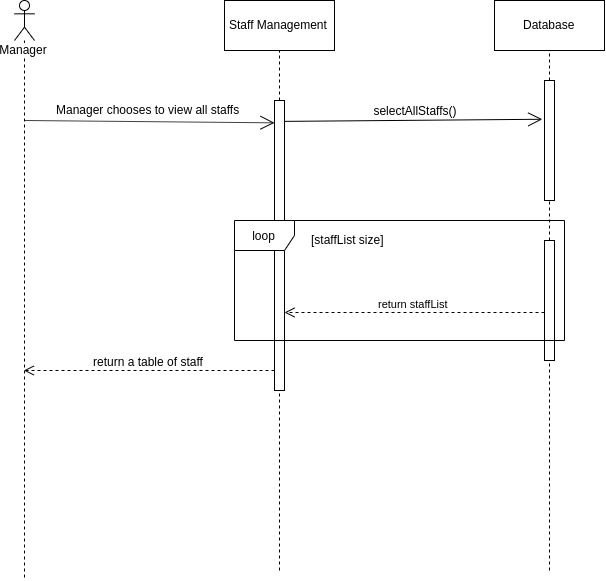 Manager
Staff Management
Database
Manager chooses to view all staffs
selectAllStaffs()
loop
[staffList size]
return staffList
return a table of staff